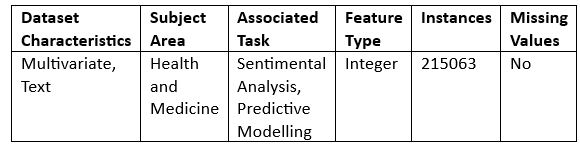 Dataset Characteristics | Subject Area | Associated Task | Feature Type | Instances | Missing Values
Multivariate, Text | Health and Medicine | Sentimental Analysis, Predictive Modelling | Integer | 215063 | No